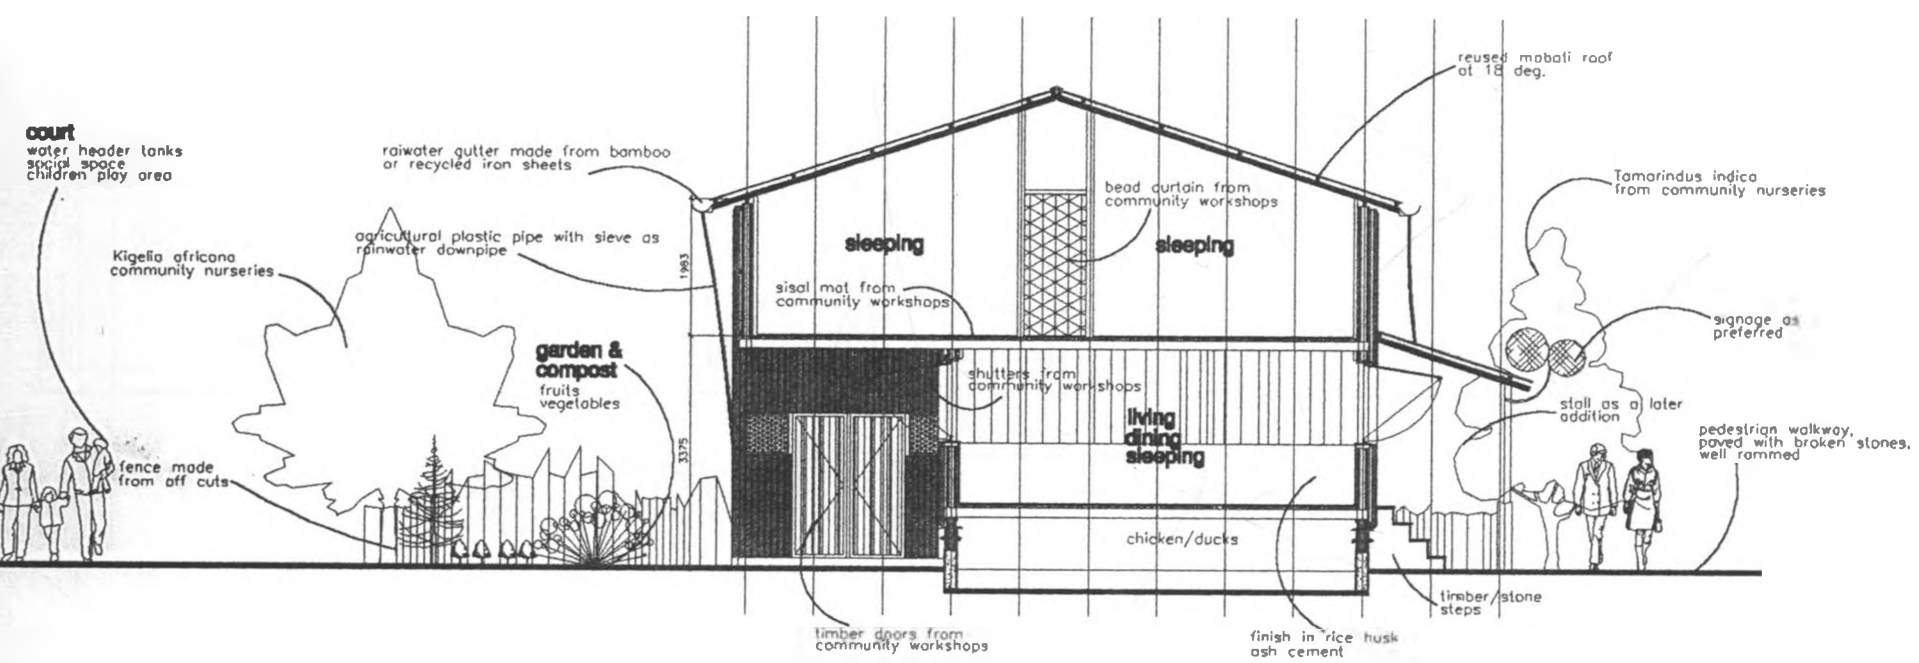 court
water header tanks
social space
children play area
raiwater gutter made from bamboo
or recycled iron sheets
reused mabati roof
at 18 deg.
Tamarindus indica
from community nurseries
bead curtain from
community workshops
agricultural plastic pipe with sieve as
rainwater downpipe
Kigelia africana
community nurseries
sleeping
sleeping
1983
sisal mat from
community workshops
signage as
preferred
garden &
compost
fruits
vegetables
shutters from
community workshops
living
dining
sleeping
stall as a later
addition
pedestrian walkway,
paved with broken stones,
well rammed
3375
fence made
from off cuts
chicken/ducks
timber/stone
steps
timber doors from
community workshops
finish in rice husk
ash cement